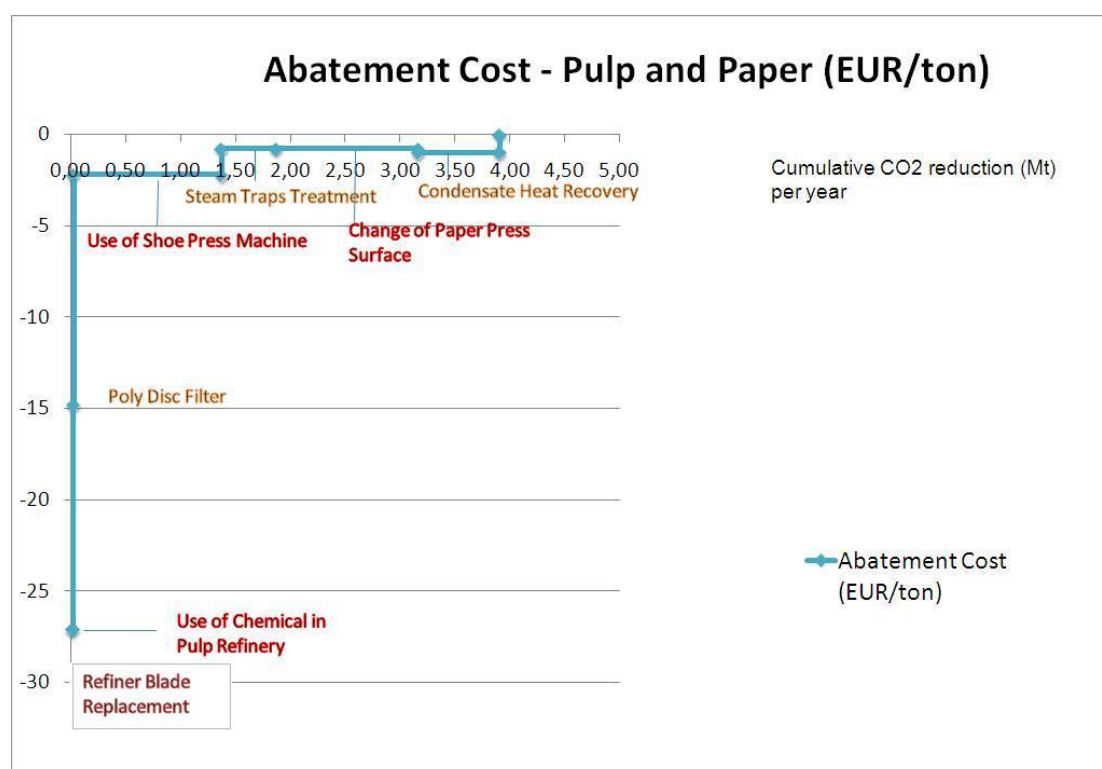 Abatement Cost - Pulp and Paper (EUR/ton)
0
0,00 0,50 1,00 1,50 2,00 2,50 3,00 3,50 4,00 4,50 5,00
Cumulative CO2 reduction (Mt)
per year
Steam Traps Treatment
Condensate Heat Recovery
-5
Use of Shoe Press Machine
Change of Paper Press
Surface
-10
Poly Disc Filter
-15
-20
-25
Abatement Cost
(EUR/ton)
Use of Chemical in
Pulp Refinery
-30
Refiner Blade
Replacement